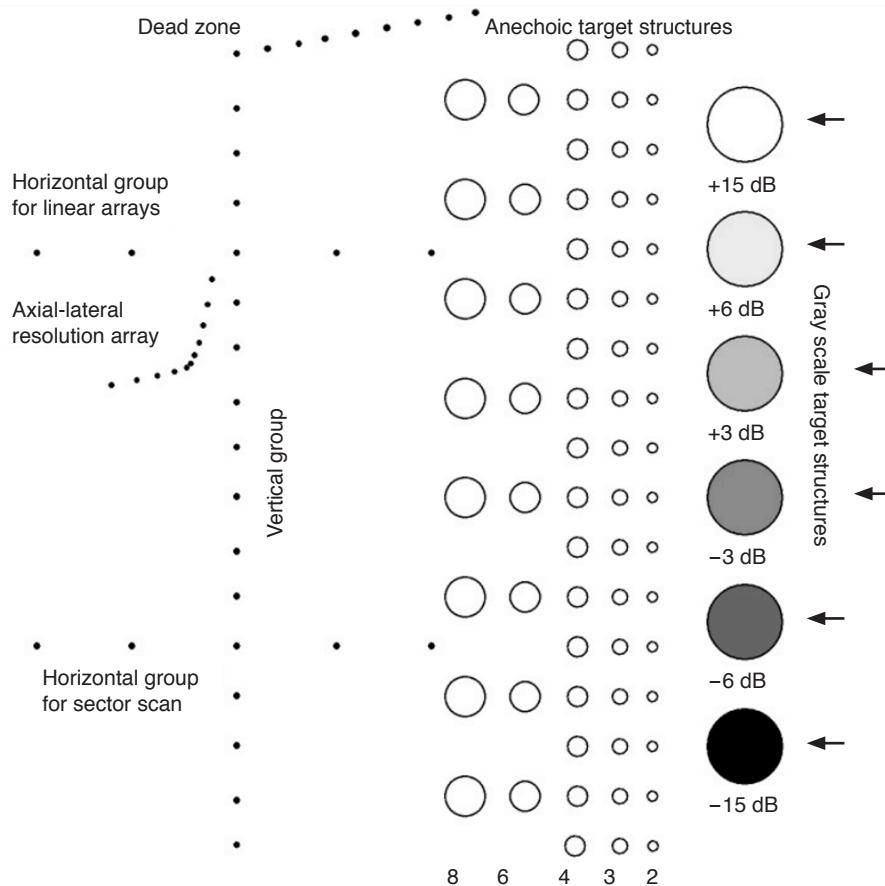 Dead zone
Anechoic target structures
Horizontal group
for linear arrays
+15 dB
Axial-lateral
resolution array
+6 dB
Gray scale target
structures
+3 dB
Vertical group
−3 dB
Horizontal group
for sector scan
−6 dB
−15 dB
8 6 4 3 2